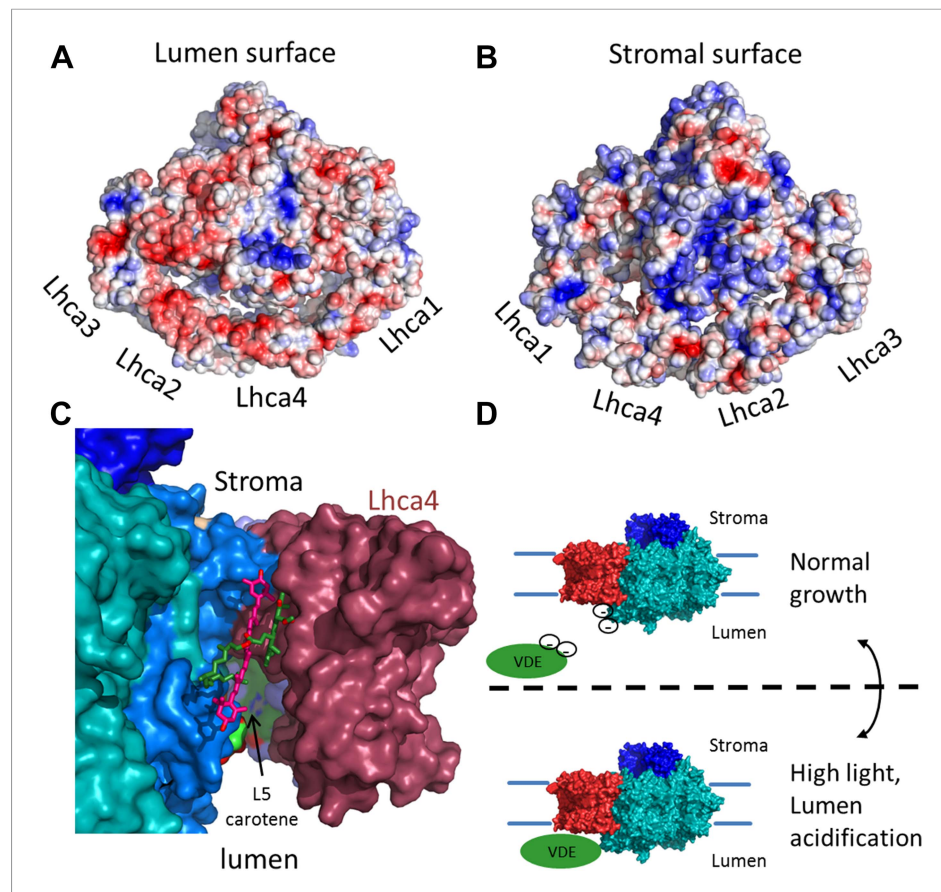 A
Lumen surface
B
Stromal surface
Lhca3
Lhca2
Lhca4
Lhca1
Lhca1
Lhca4
Lhca2
Lhca3
C
Stroma
Lhca4
L5
carotene
lumen
D
Stroma
Normal
growth
Lumen
-
-
-
-
VDE
Stroma
High light,
Lumen
acidification
VDE
Lumen